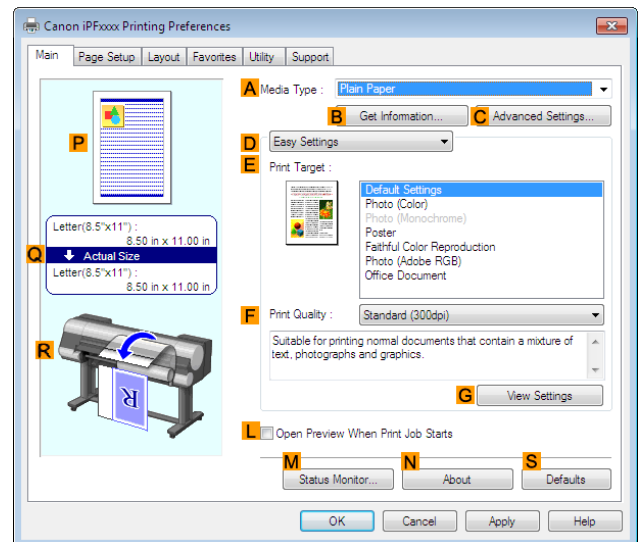 Canon iPFxxxx Printing Preferences
Main Page Setup Layout Favorites Utility Support
A Media Type : Plain Paper
B Get Information... C Advanced Settings...
D Easy Settings
E Print Target :
Default Settings
Photo (Color)
Photo (Monochrome)
Poster
Faithful Color Reproduction
Photo (Adobe RGB)
Office Document
P
Letter(8.5"x11") :
8.50 in x 11.00 in
Q Actual Size
Letter(8.5"x11") :
8.50 in x 11.00 in
F Print Quality : Standard (300dpi)
Suitable for printing normal documents that contain a mixture of
text, photographs and graphics.
R
R
G View Settings
L Open Preview When Print Job Starts
M N S
Status Monitor... About Defaults
OK Cancel Apply Help